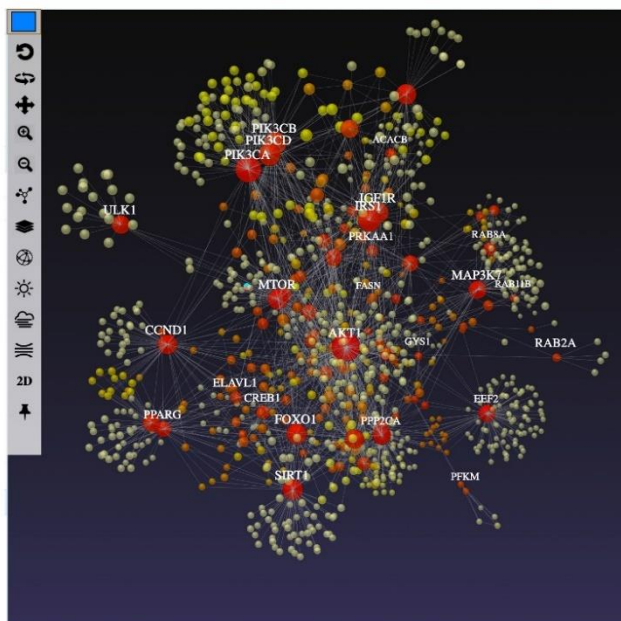 PIK3CB
PIK3CD
PIK3CA
ACACB
ULK1
IGF1R
IRS1
PRKAA1
RAB8A
MTOR
FASN
MAP3K7
RAB11B
CCND1
AKT1
GYS1
RAB2A
2D
ELAVL1
CREB1
PPARG
FOXO1
PPP2CA
EEF2
SIRT1
PFKM